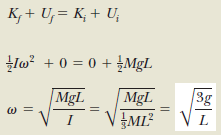 K_f + U_f = K_i + U_i
½Iω² + 0 = 0 + ½MgL
ω = √(MgL / I) = √(MgL / ⅓ML²) = √(3g / L)